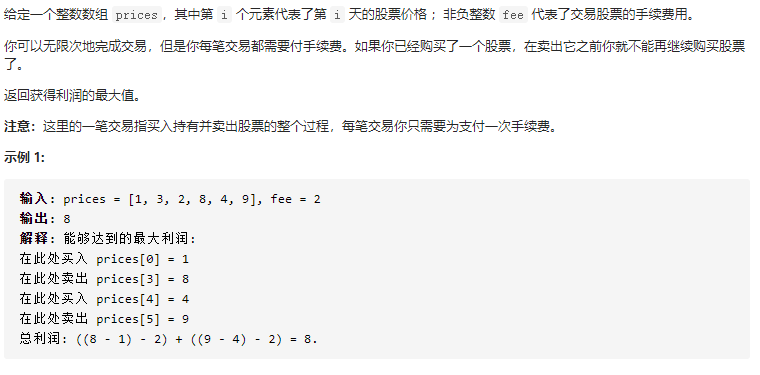 给定一个整数数组 prices，其中第 i 个元素代表了第 i 天的股票价格 ；非负整数 fee 代表了交易股票的手续费用。
你可以无限次地完成交易，但是你每笔交易都需要付手续费。如果你已经购买了一个股票，在卖出它之前你就不能再继续购买股票
了。
返回获得利润的最大值。
注意：这里的一笔交易指买入持有并卖出股票的整个过程，每笔交易你只需要为支付一次手续费。
示例 1:
输入: prices = [1, 3, 2, 8, 4, 9], fee = 2
输出: 8
解释: 能够达到的最大利润:
在此处买入 prices[0] = 1
在此处卖出 prices[3] = 8
在此处买入 prices[4] = 4
在此处卖出 prices[5] = 9
总利润: ((8 - 1) - 2) + ((9 - 4) - 2) = 8.